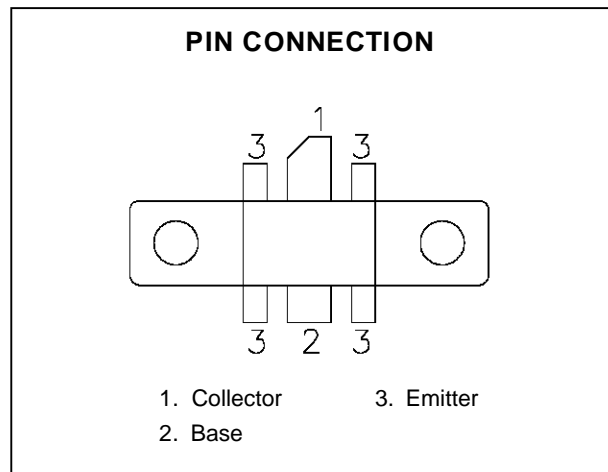 PIN CONNECTION
1
3 3
3 2 3
1. Collector 3. Emitter
2. Base